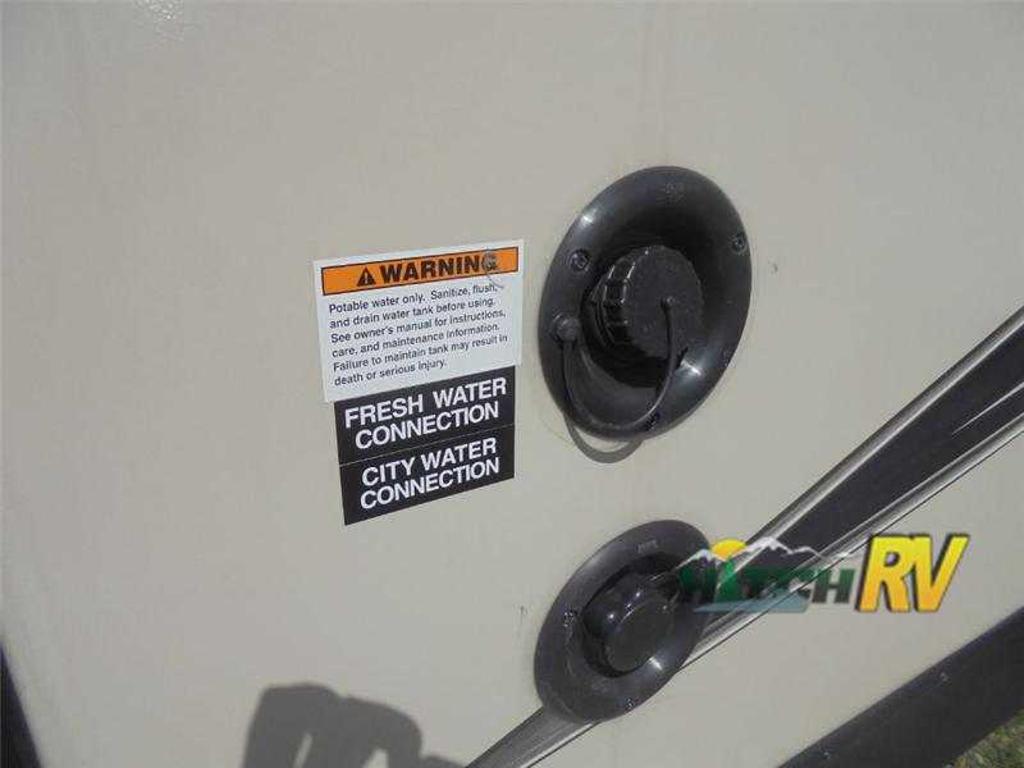 WARNING
Potable water only. Sanitize, flush,
and drain water tank before using.
See owner's manual for instructions,
care, and maintenance information.
Failure to maintain tank may result in
death or serious injury.
FRESH WATER
CONNECTION
CITY WATER
CONNECTION
HITCH RV